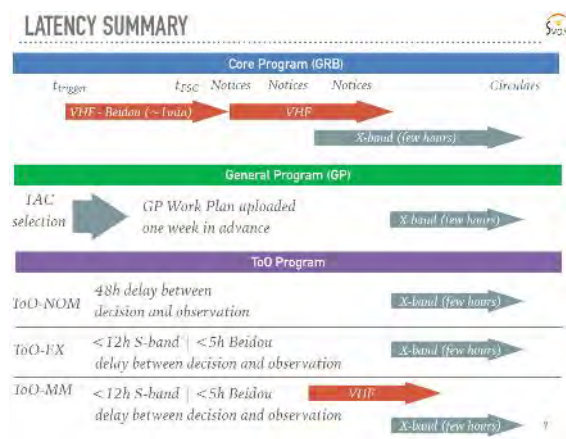 LATENCY SUMMARY
Core Program (GRB)
t_trigger t_FSC Notices Notices Notices Circulars
VHF - Beidou (~1min) VHF
X-band (few hours)
General Program (GP)
TAC
selection
GP Work Plan uploaded
one week in advance
X-band (few hours)
ToO Program
ToO-NOM
48h delay between
decision and observation
X-band (few hours)
ToO-EX
<12h S-band | <5h Beidou
delay between decision and observation
X-band (few hours)
ToO-MM
<12h S-band | <5h Beidou
delay between decision and observation
VHF
X-band (few hours)